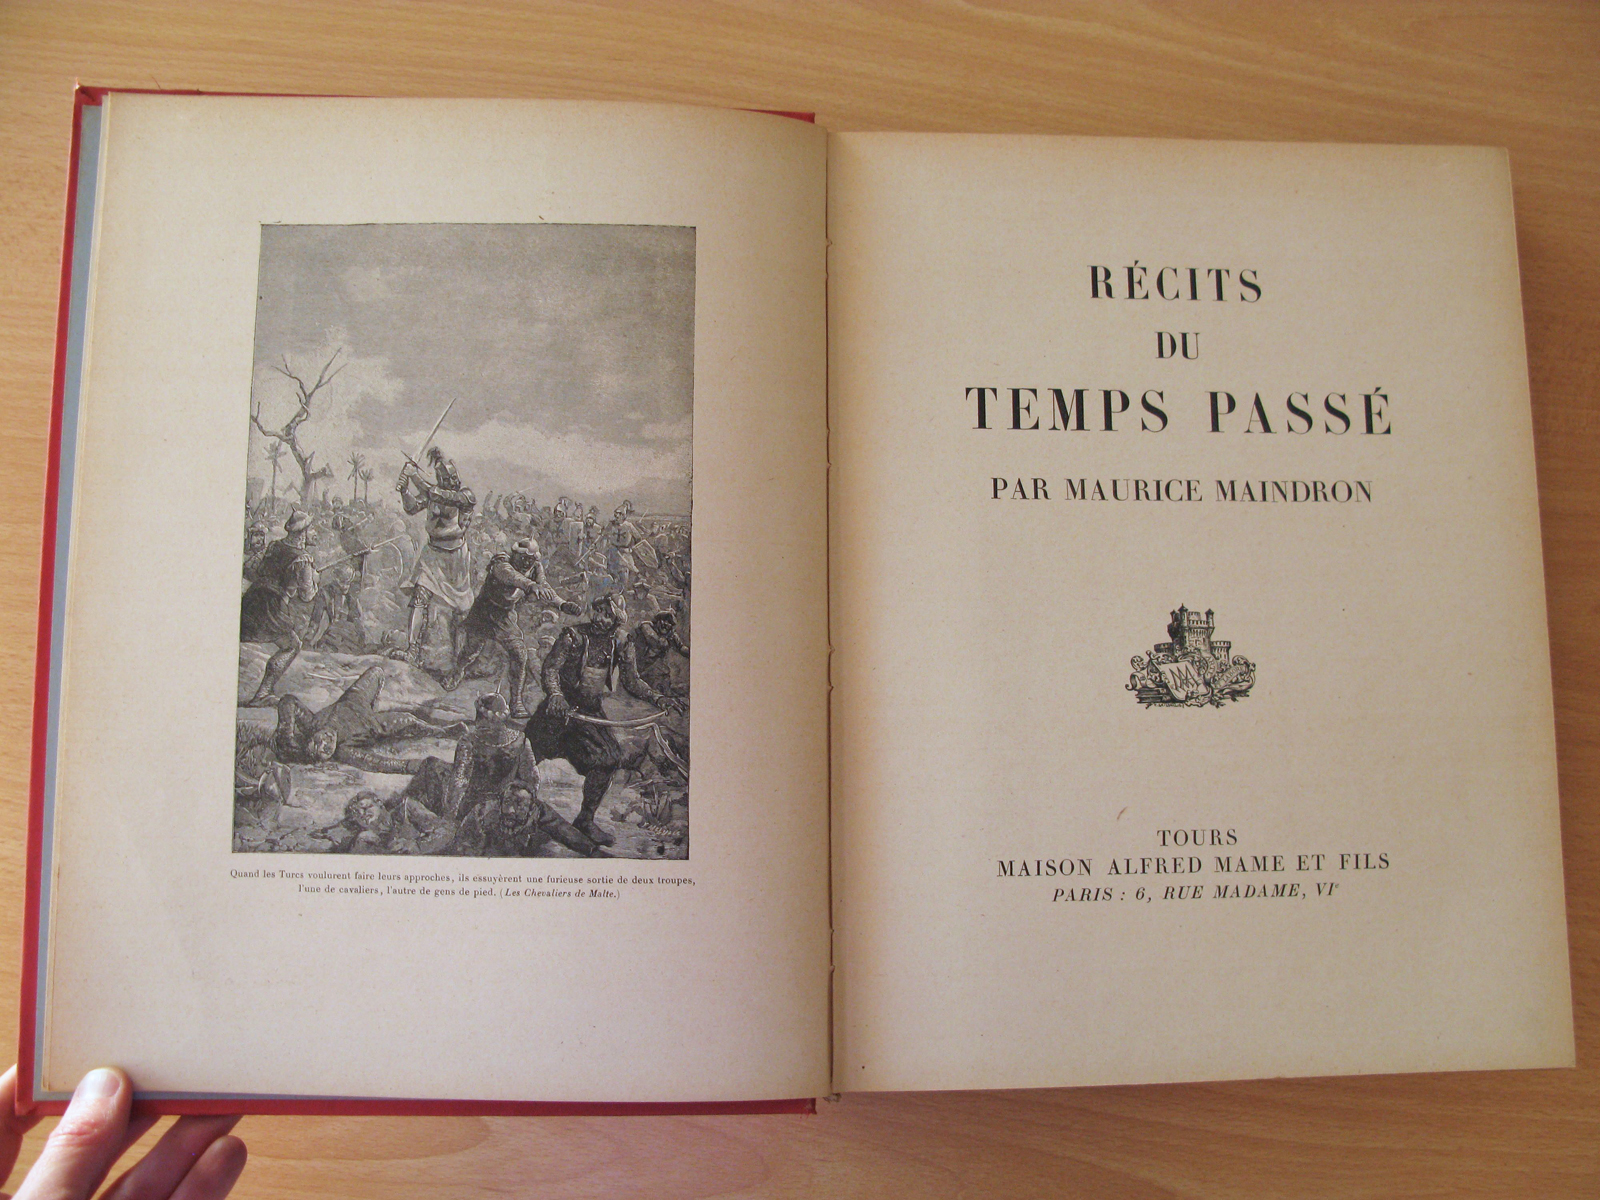 Quand les Turcs voulurent faire leurs approches, ils essuyèrent une furieuse sortie de deux troupes,
l'une de cavaliers, l'autre de gens de pied. (Les Chevaliers de Malte.)
RÉCITS
DU
TEMPS PASSÉ
PAR MAURICE MAINDRON
TOURS
MAISON ALFRED MAME ET FILS
PARIS : 6, RUE MADAME, VIe